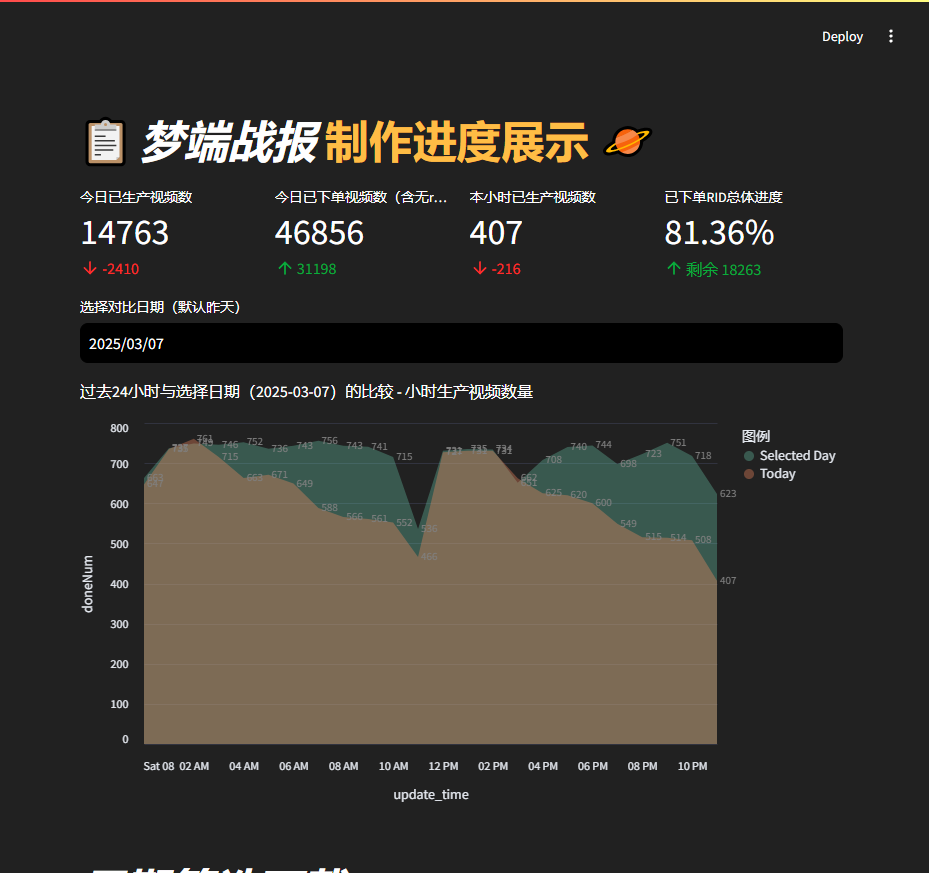 Deploy
梦端战报 制作进度展示
今日已生产视频数
14763
-2410
今日已下单视频数（含无r...
46856
31198
本小时已生产视频数
407
-216
已下单RID总体进度
81.36%
剩余 18263
选择对比日期（默认昨天）
2025/03/07
过去24小时与选择日期（2025-03-07）的比较 - 小时生产视频数量
图例
Selected Day
Today
doneNum
800
700
600
500
400
300
200
100
0
761 746 752 736 743 756 743 741 715 536 708 740 744 698 723 751 718 623
647 715 663 671 649 588 566 561 552 466 731 625 620 600 549 515 514 508 407
Sat 08 02 AM 04 AM 06 AM 08 AM 10 AM 12 PM 02 PM 04 PM 06 PM 08 PM 10 PM
update_time